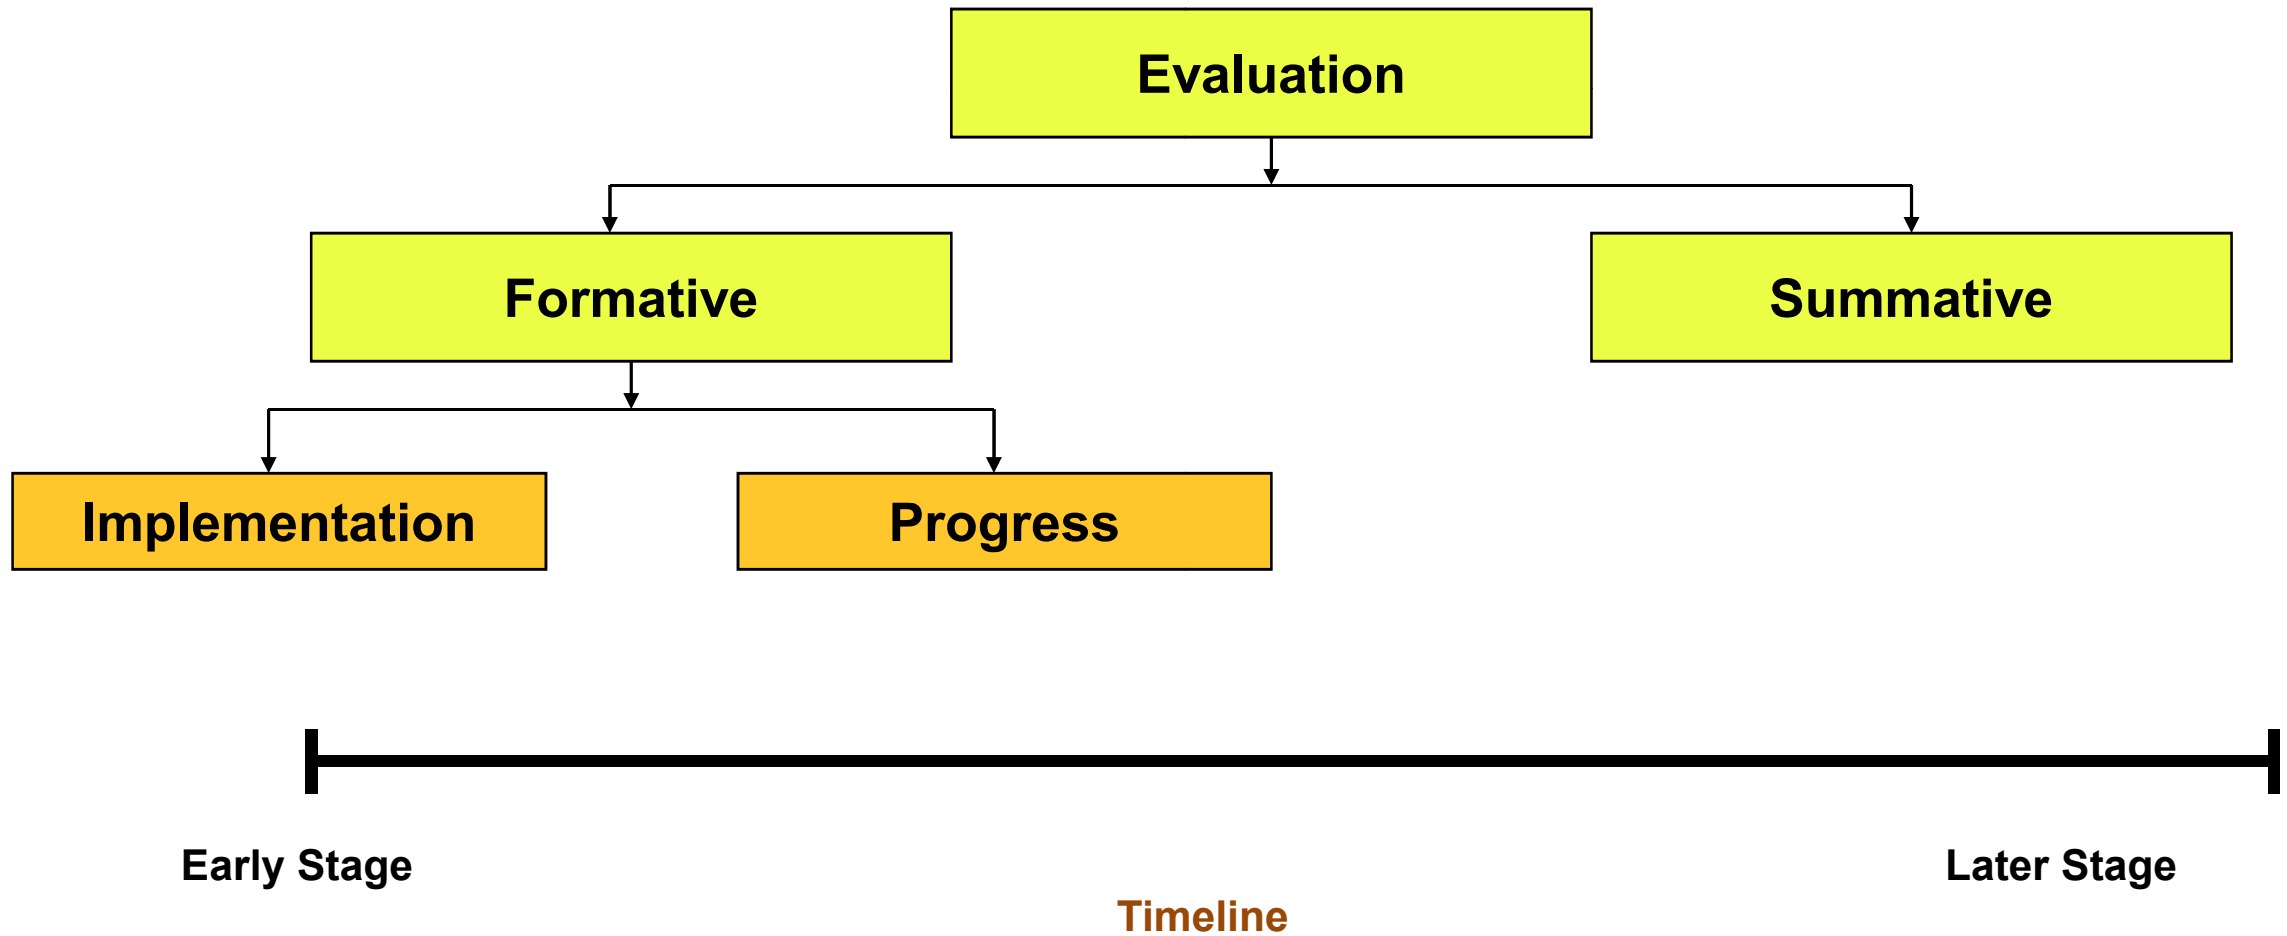 Evaluation
Formative
Summative
Implementation
Progress
Early Stage
Later Stage
Timeline